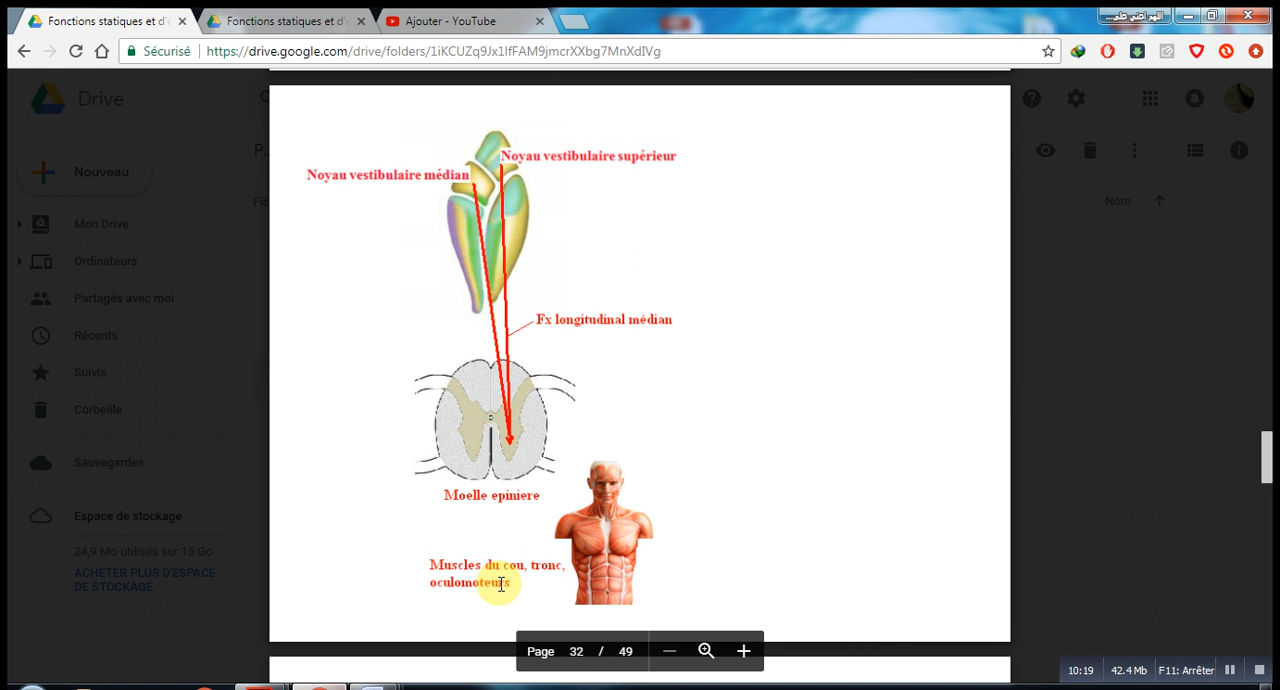 Fonctions statiques et d'
Fonctions statiques et d'
Ajouter - YouTube
Sécurisé
https://drive.google.com/drive/folders/1iKCUZq9Jx1lfFAM9jmcrXXbg7MnXdIVg
Drive
Nouveau
Mon Drive
Ordinateurs
Partagés avec moi
Récents
Suivis
Corbeille
Sauvegardes
Espace de stockage
24,9 Mo utilisés sur 15 Go
ACHETER PLUS D'ESPACE
DE STOCKAGE
Nom
Noyau vestibulaire supérieur
Noyau vestibulaire médian
Fx longitudinal médian
Moelle epiniere
Muscles du cou, tronc,
oculomoteurs
Page 32 / 49
10:19 42.4 Mb F11: Arrêter